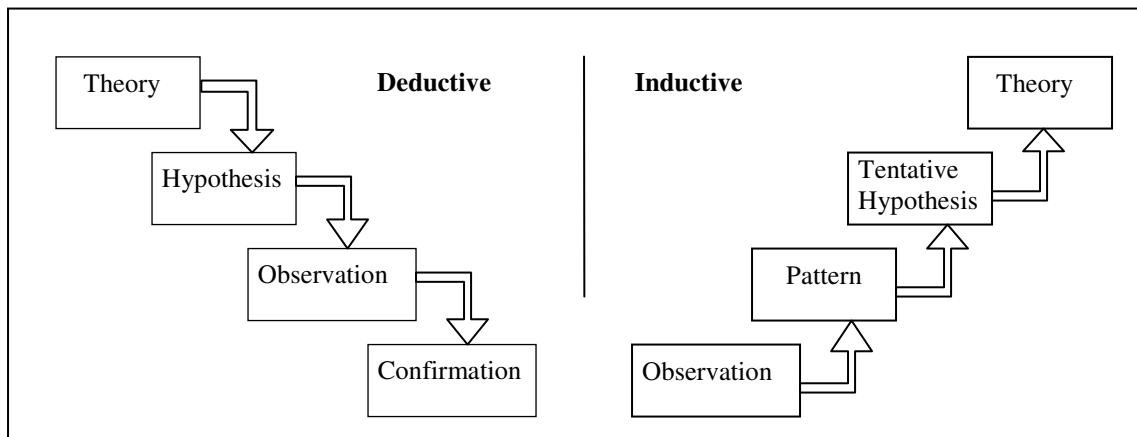 Deductive
Theory
Hypothesis
Observation
Confirmation
Inductive
Theory
Tentative
Hypothesis
Pattern
Observation